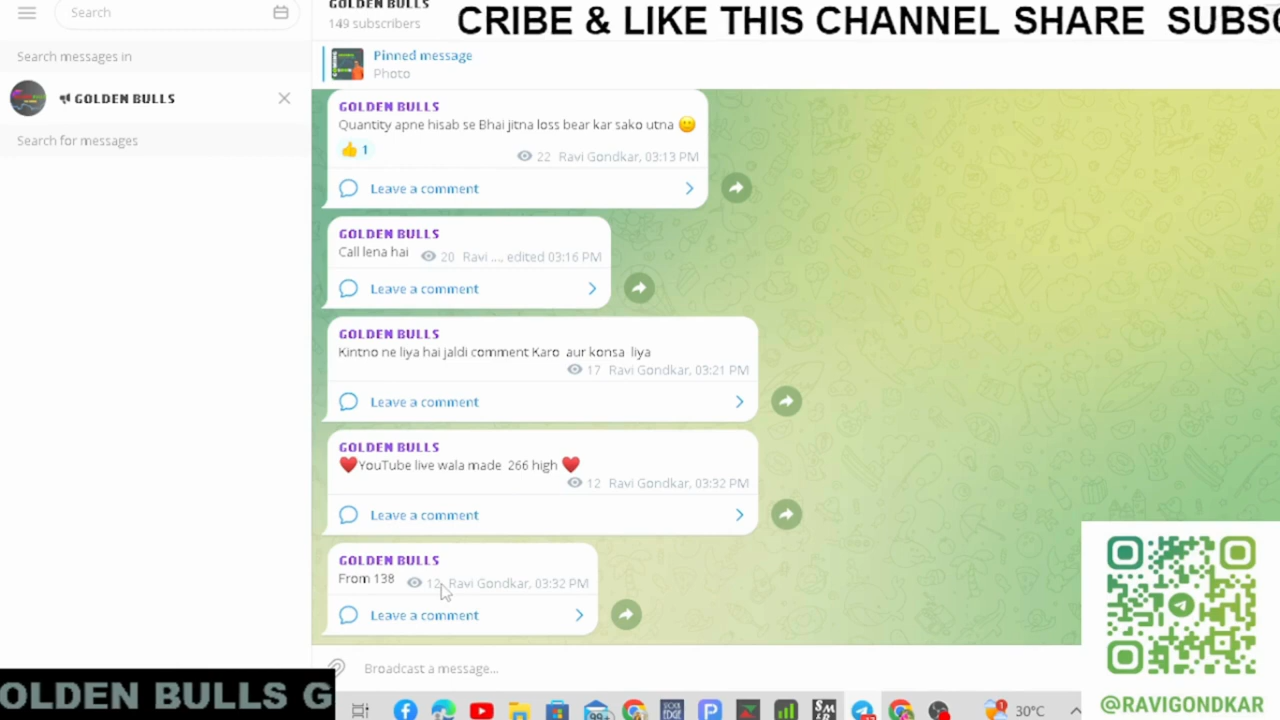 Search
GOLDEN BULLS
149 subscribers
CRIBE & LIKE THIS CHANNEL SHARE SUBSC
Search messages in
Pinned message
Photo
GOLDEN BULLS
Search for messages
GOLDEN BULLS
Quantity apne hisab se Bhai jitna loss bear kar sako utna 🙂
👍 1
22 Ravi Gondkar, 03:13 PM
Leave a comment
GOLDEN BULLS
Call lena hai
20 Ravi ..., edited 03:16 PM
Leave a comment
GOLDEN BULLS
Kintno ne liya hai jaldi comment Karo aur konsa liya
17 Ravi Gondkar, 03:21 PM
Leave a comment
GOLDEN BULLS
❤️YouTube live wala made 266 high ❤️
12 Ravi Gondkar, 03:32 PM
Leave a comment
GOLDEN BULLS
From 138
12 Ravi Gondkar, 03:32 PM
Leave a comment
Broadcast a message...
OLDEN BULLS G
30°C
@RAVIGONDKAR